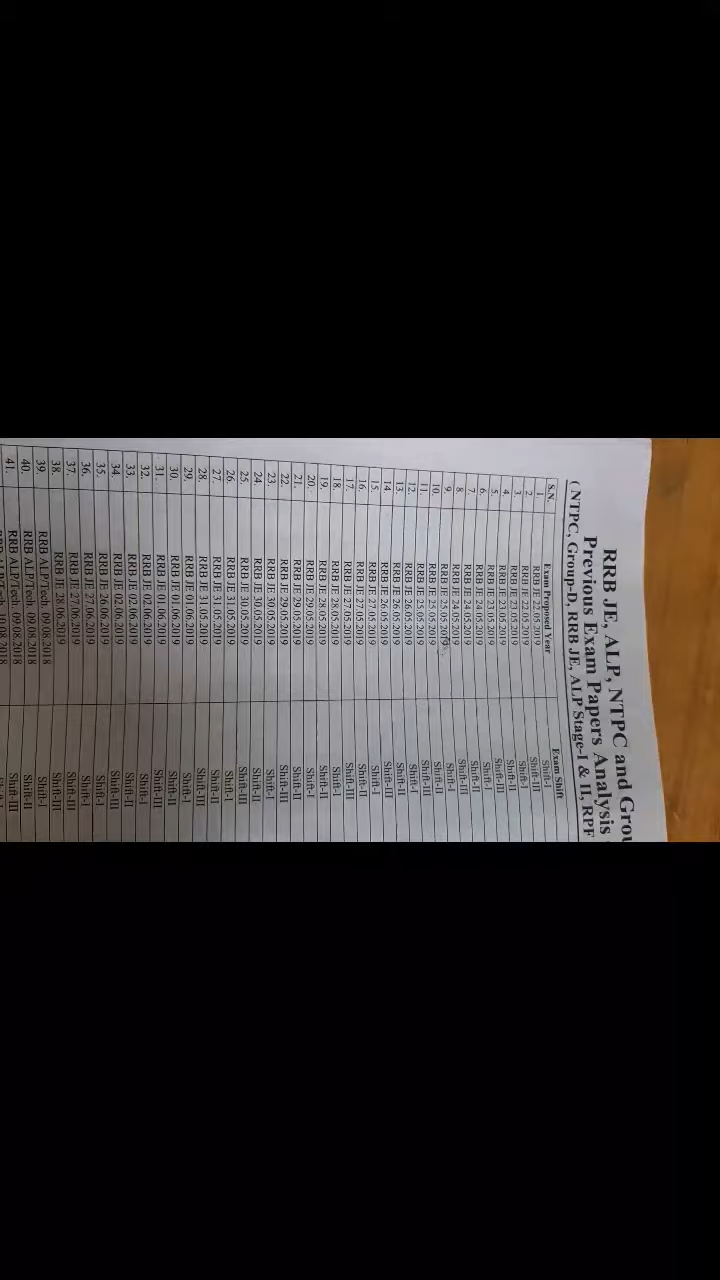 RRB JE, ALP, NTPC and
Previous Exam Papers Analysis
(NTPC, Group-D, RRB JE, ALP Stage-I & II, RPF
S.N. Exam Proposed Year Exam Shift
1. RRB JE 22.05.2019 Shift-I
2. RRB JE 22.05.2019 Shift-III
3. RRB JE 23.05.2019 Shift-I
4. RRB JE 23.05.2019 Shift-II
5. RRB JE 23.05.2019 Shift-III
6. RRB JE 24.05.2019 Shift-I
7. RRB JE 24.05.2019 Shift-II
8. RRB JE 24.05.2019 Shift-III
9. RRB JE 25.05.2019 Shift-I
10. RRB JE 25.05.2019 Shift-II
11. RRB JE 25.05.2019 Shift-III
12. RRB JE 26.05.2019 Shift-I
13. RRB JE 26.05.2019 Shift-II
14. RRB JE 26.05.2019 Shift-III
15. RRB JE 27.05.2019 Shift-I
16. RRB JE 27.05.2019 Shift-II
17. RRB JE 27.05.2019 Shift-III
18. RRB JE 28.05.2019 Shift-I
19. RRB JE 28.05.2019 Shift-II
20. RRB JE 29.05.2019 Shift-I
21. RRB JE 29.05.2019 Shift-II
22. RRB JE 29.05.2019 Shift-III
23. RRB JE 30.05.2019 Shift-I
24. RRB JE 30.05.2019 Shift-II
25. RRB JE 30.05.2019 Shift-III
26. RRB JE 31.05.2019 Shift-I
27. RRB JE 31.05.2019 Shift-II
28. RRB JE 31.05.2019 Shift-III
29. RRB JE 01.06.2019 Shift-I
30. RRB JE 01.06.2019 Shift-II
31. RRB JE 01.06.2019 Shift-III
32. RRB JE 02.06.2019 Shift-I
33. RRB JE 02.06.2019 Shift-II
34. RRB JE 02.06.2019 Shift-III
35. RRB JE 26.06.2019 Shift-I
36. RRB JE 27.06.2019 Shift-I
37. RRB JE 27.06.2019 Shift-III
38. RRB JE 28.06.2019 Shift-III
39. RRB ALP/Tech. 09.08.2018 Shift-I
40. RRB ALP/Tech. 09.08.2018 Shift-II
41. RRB ALP/Tech. 09.08.2018 Shift-III